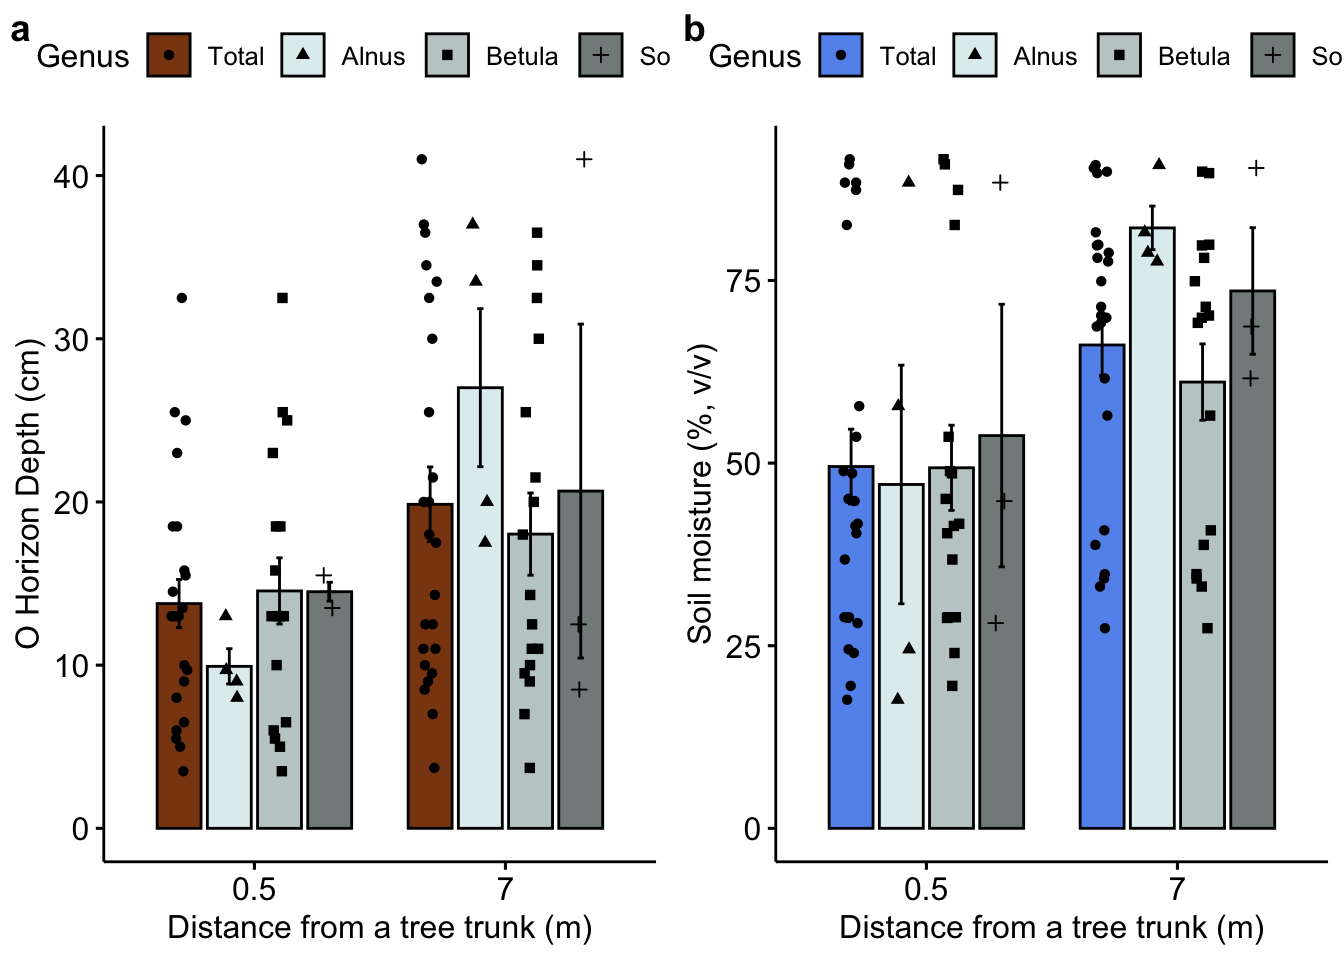 a
Genus Total Alnus Betula So
O Horizon Depth (cm)
40
30
20
10
0
0.5 7
Distance from a tree trunk (m)
b
Genus Total Alnus Betula So
Soil moisture (%, v/v)
75
50
25
0
0.5 7
Distance from a tree trunk (m)